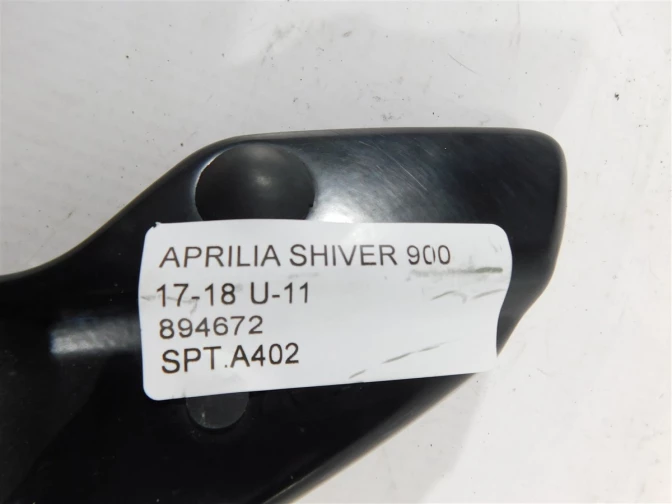 APRILIA SHIVER 900
17-18 U-11
894672
SPT.A402